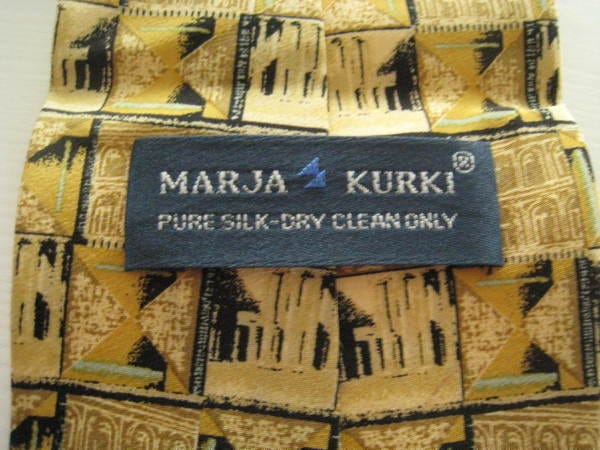 MARJA KURKI®
PURE SILK-DRY CLEAN ONLY